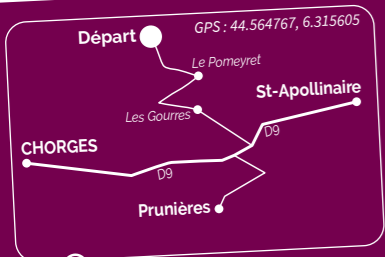 GPS : 44.564767, 6.315605
Départ
Le Pomeyret
St-Apollinaire
Les Gourres
D9
CHORGES
D9
Prunières